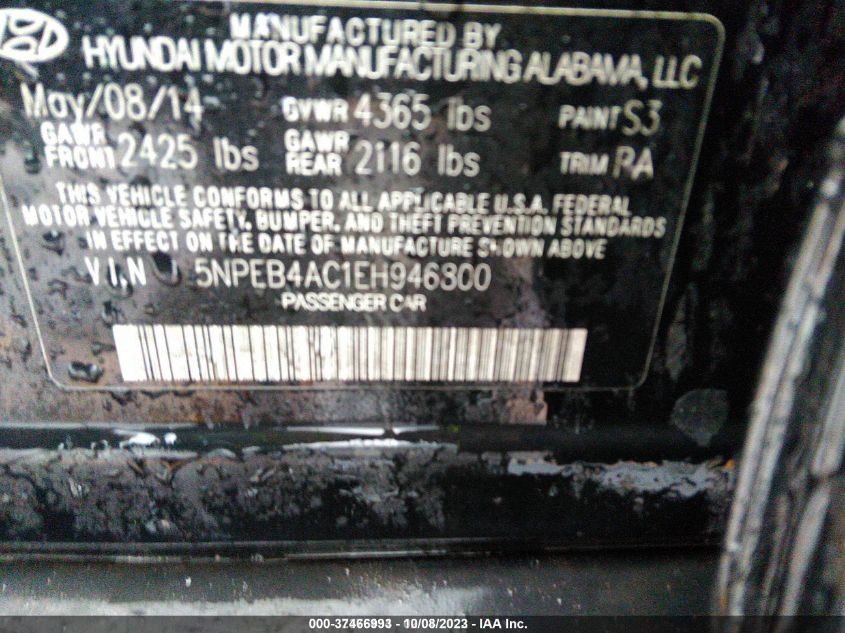 MANUFACTURED BY
HYUNDAI MOTOR MANUFACTURING ALABAMA, LLC
May/08/14 GVWR 4365 lbs PAINT S3
GAWR FRONT 2425 lbs GAWR REAR 2116 lbs TRIM RA
THIS VEHICLE CONFORMS TO ALL APPLICABLE U.S.A. FEDERAL
MOTOR VEHICLE SAFETY, BUMPER, AND THEFT PREVENTION STANDARDS
IN EFFECT ON THE DATE OF MANUFACTURE SHOWN ABOVE
V.I.N 5NPEB4AC1EH946800
PASSENGER CAR
000-37466993 - 10/08/2023 - IAA Inc.